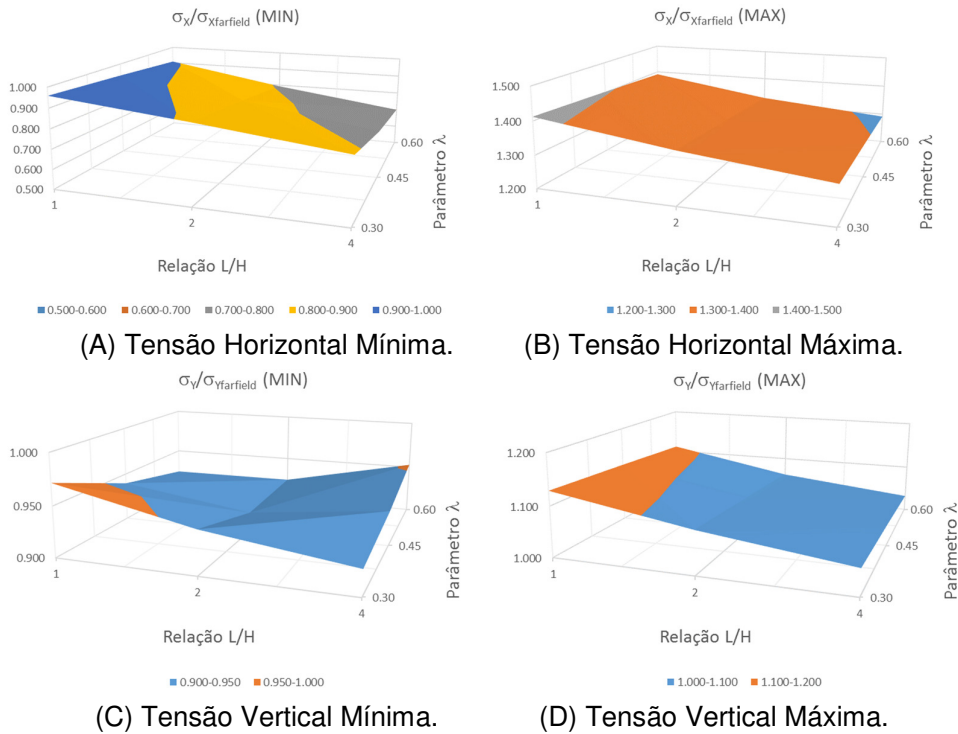 σX/σXfarfield (MIN)
1.000
0.900
0.800
0.700
0.600
0.500
1
2
4
0.60
0.45
0.30
Parâmetro λ
Relação L/H
0.500-0.600 0.600-0.700 0.700-0.800 0.800-0.900 0.900-1.000
(A) Tensão Horizontal Mínima.
σX/σXfarfield (MAX)
1.500
1.400
1.300
1.200
1
2
4
0.60
0.45
0.30
Parâmetro λ
Relação L/H
1.200-1.300 1.300-1.400 1.400-1.500
(B) Tensão Horizontal Máxima.
σY/σYfarfield (MIN)
1.000
0.950
0.900
1
2
4
0.60
0.45
0.30
Parâmetro λ
Relação L/H
0.900-0.950 0.950-1.000
(C) Tensão Vertical Mínima.
σY/σYfarfield (MAX)
1.200
1.100
1.000
1
2
4
0.60
0.45
0.30
Parâmetro λ
Relação L/H
1.000-1.100 1.100-1.200
(D) Tensão Vertical Máxima.